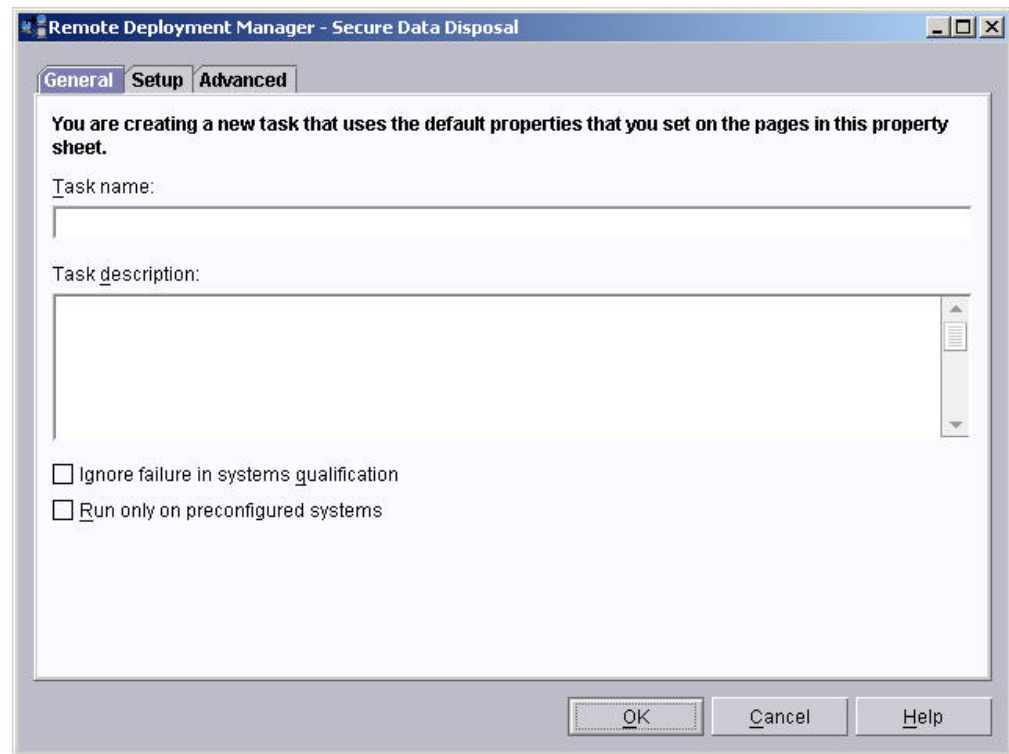 Remote Deployment Manager - Secure Data Disposal
General Setup Advanced
You are creating a new task that uses the default properties that you set on the pages in this property
sheet.
Task name:
Task description:
Ignore failure in systems qualification
Run only on preconfigured systems
OK Cancel Help